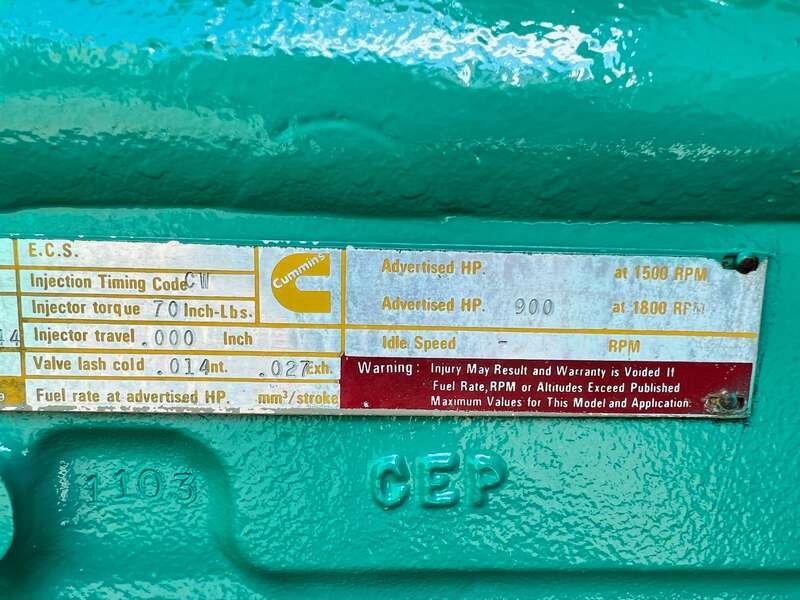 E.C.S.
Injection Timing Code CW
Injector torque 70 Inch-Lbs.
Injector travel .000 Inch
Valve lash cold .014 Int. .027 Exh.
Fuel rate at advertised HP. mm³/stroke
Cummins
Advertised HP. at 1500 RPM
Advertised HP. 900 at 1800 RPM
Idle Speed - RPM
Warning: Injury May Result and Warranty is Voided If
Fuel Rate, RPM or Altitudes Exceed Published
Maximum Values for This Model and Application.
1103
CEP